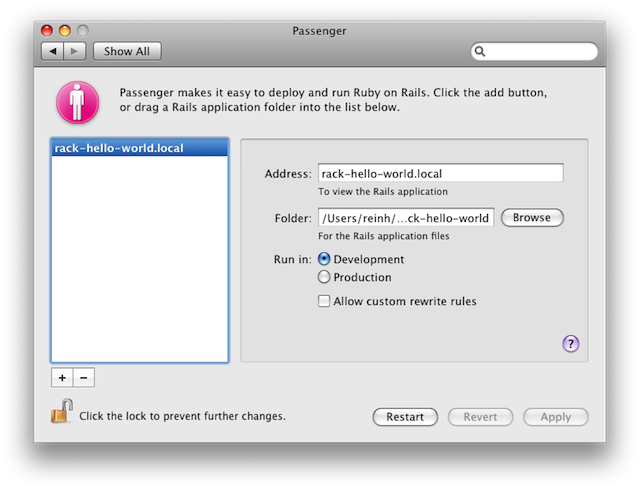 Passenger
Show All
Passenger makes it easy to deploy and run Ruby on Rails. Click the add button,
or drag a Rails application folder into the list below.
rack-hello-world.local
Address: rack-hello-world.local
To view the Rails application
Folder: /Users/reinh/...ck-hello-world Browse
For the Rails application files
Run in: Development
Production
Allow custom rewrite rules
?
+ −
Click the lock to prevent further changes. Restart Revert Apply